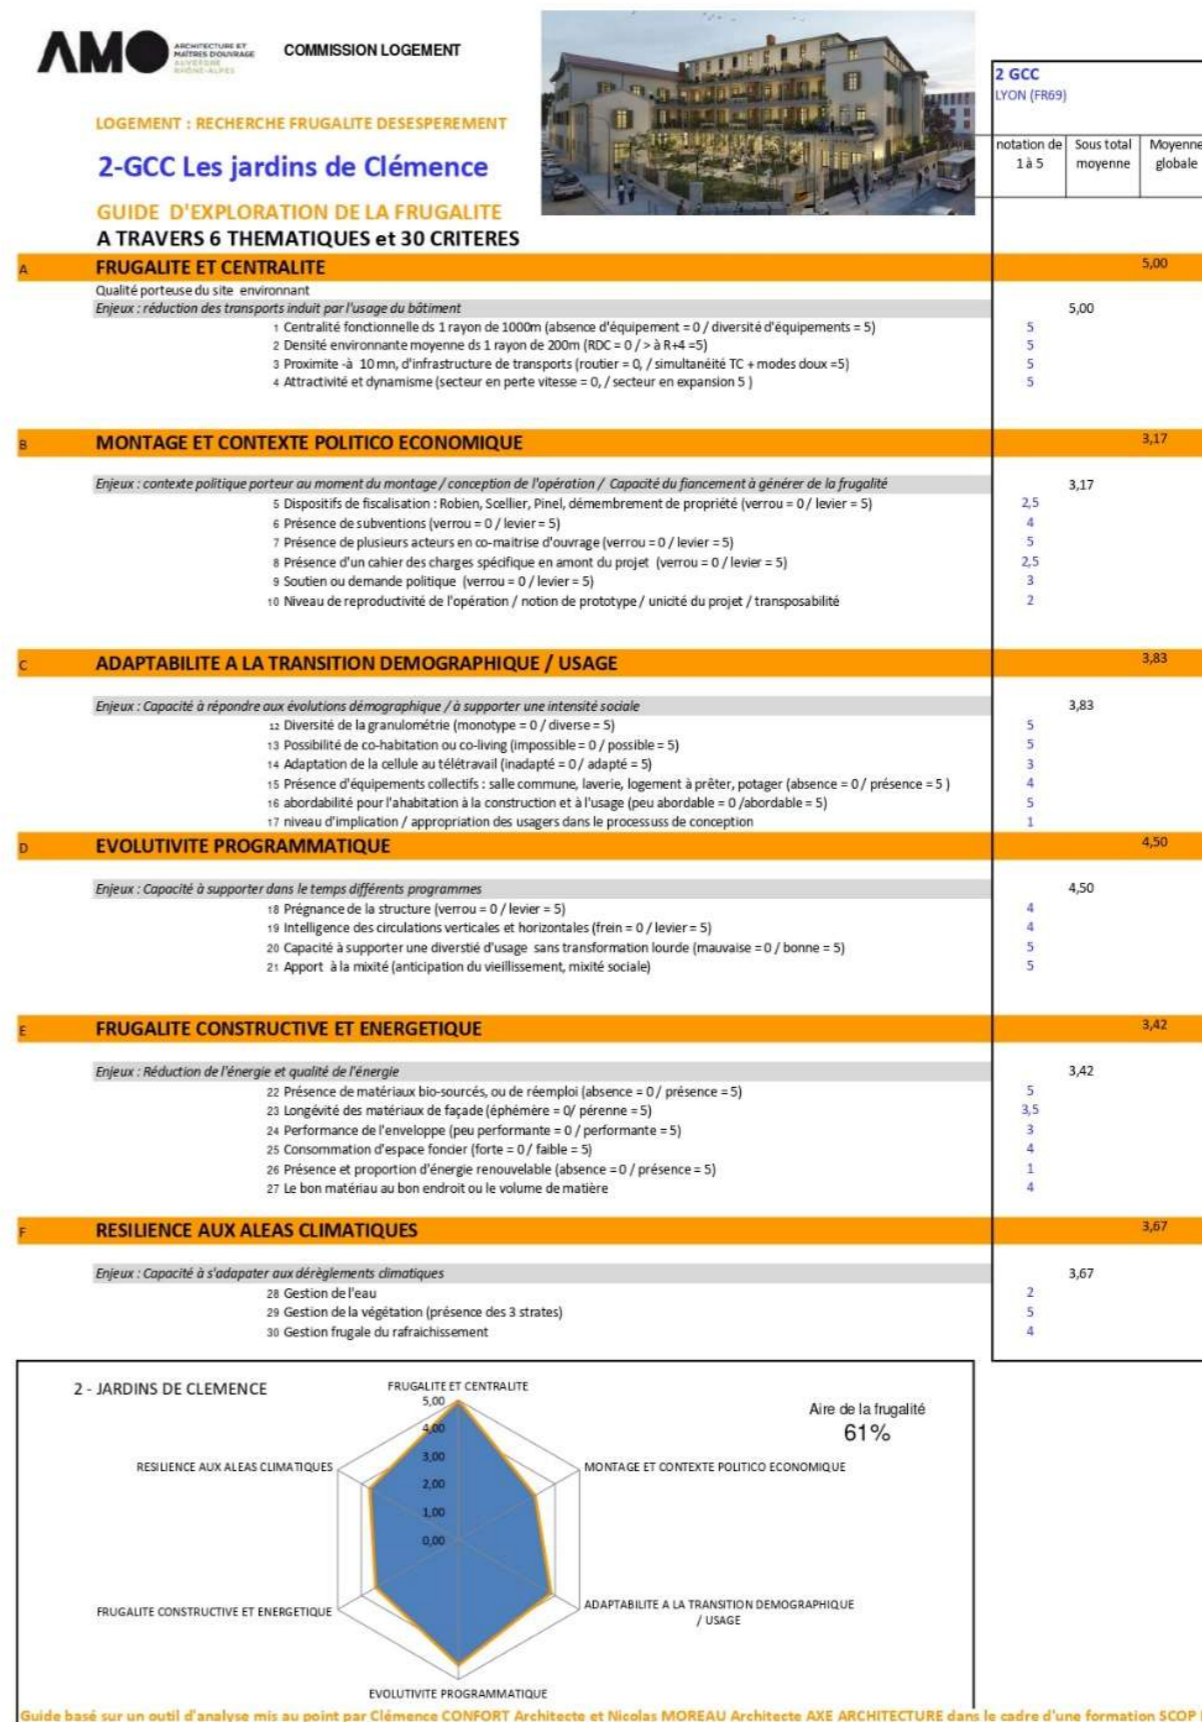 AMO ARCHITECTURE ET
MAÎTRES D'OUVRAGE
AUVERGNE
RHÔNE-ALPES
COMMISSION LOGEMENT
LOGEMENT : RECHERCHE FRUGALITE DESESPEREMENT
2-GCC Les jardins de Clémence
GUIDE D'EXPLORATION DE LA FRUGALITE
A TRAVERS 6 THEMATIQUES et 30 CRITERES
2 GCC
LYON (FR69)
notation de 1 à 5
Sous total moyenne
Moyenne globale
A FRUGALITE ET CENTRALITE 5,00
Qualité porteuse du site environnant
Enjeux : réduction des transports induit par l'usage du bâtiment 5,00
1 Centralité fonctionnelle ds 1 rayon de 1000m (absence d'équipement = 0 / diversité d'équipements = 5) 5
2 Densité environnante moyenne ds 1 rayon de 200m (RDC = 0 / > à R+4 =5) 5
3 Proximite -à 10 mn, d'infrastructure de transports (routier = 0, / simultanéité TC + modes doux =5) 5
4 Attractivité et dynamisme (secteur en perte vitesse = 0, / secteur en expansion 5 ) 5
B MONTAGE ET CONTEXTE POLITICO ECONOMIQUE 3,17
Enjeux : contexte politique porteur au moment du montage / conception de l'opération / Capacité du fiancement à générer de la frugalité 3,17
5 Dispositifs de fiscalisation : Robien, Scellier, Pinel, démembrement de propriété (verrou = 0 / levier = 5) 2,5
6 Présence de subventions (verrou = 0 / levier = 5) 4
7 Présence de plusieurs acteurs en co-maitrise d'ouvrage (verrou = 0 / levier = 5) 5
8 Présence d'un cahier des charges spécifique en amont du projet (verrou = 0 / levier = 5) 2,5
9 Soutien ou demande politique (verrou = 0 / levier = 5) 3
10 Niveau de reproductivité de l'opération / notion de prototype / unicité du projet / transposabilité 2
C ADAPTABILITE A LA TRANSITION DEMOGRAPHIQUE / USAGE 3,83
Enjeux : Capacité à répondre aux évolutions démographique / à supporter une intensité sociale 3,83
12 Diversité de la granulométrie (monotype = 0 / diverse = 5) 5
13 Possibilité de co-habitation ou co-living (impossible = 0 / possible = 5) 5
14 Adaptation de la cellule au télétravail (inadapté = 0 / adapté = 5) 3
15 Présence d'équipements collectifs : salle commune, laverie, logement à prêter, potager (absence = 0 / présence = 5 ) 4
16 abordabilité pour l'ahabitation à la construction et à l'usage (peu abordable = 0 /abordable = 5) 5
17 niveau d'implication / appropriation des usagers dans le processuss de conception 1
D EVOLUTIVITE PROGRAMMATIQUE 4,50
Enjeux : Capacité à supporter dans le temps différents programmes 4,50
18 Prégnance de la structure (verrou = 0 / levier = 5) 4
19 Intelligence des circulations verticales et horizontales (frein = 0 / levier = 5) 4
20 Capacité à supporter une diverstié d'usage sans transformation lourde (mauvaise = 0 / bonne = 5) 5
21 Apport à la mixité (anticipation du vieillissement, mixité sociale) 5
E FRUGALITE CONSTRUCTIVE ET ENERGETIQUE 3,42
Enjeux : Réduction de l'énergie et qualité de l'énergie 3,42
22 Présence de matériaux bio-sourcés, ou de réemploi (absence = 0 / présence = 5) 5
23 Longévité des matériaux de façade (éphémère = 0/ pérenne = 5) 3,5
24 Performance de l'enveloppe (peu performante = 0 / performante = 5) 3
25 Consommation d'espace foncier (forte = 0 / faible = 5) 4
26 Présence et proportion d'énergie renouvelable (absence =0 / présence = 5) 1
27 Le bon matériau au bon endroit ou le volume de matière 4
F RESILIENCE AUX ALEAS CLIMATIQUES 3,67
Enjeux : Capacité à s'adapater aux dérèglements climatiques 3,67
28 Gestion de l'eau 2
29 Gestion de la végétation (présence des 3 strates) 5
30 Gestion frugale du rafraichissement 4
2 - JARDINS DE CLEMENCE
Aire de la frugalité
61%
FRUGALITE ET CENTRALITE
5,00
4,00
3,00
2,00
1,00
0,00
RESILIENCE AUX ALEAS CLIMATIQUES
MONTAGE ET CONTEXTE POLITICO ECONOMIQUE
FRUGALITE CONSTRUCTIVE ET ENERGETIQUE
ADAPTABILITE A LA TRANSITION DEMOGRAPHIQUE
/ USAGE
EVOLUTIVITE PROGRAMMATIQUE
Guide basé sur un outil d'analyse mis au point par Clémence CONFORT Architecte et Nicolas MOREAU Architecte AXE ARCHITECTURE dans le cadre d'une formation SCOP